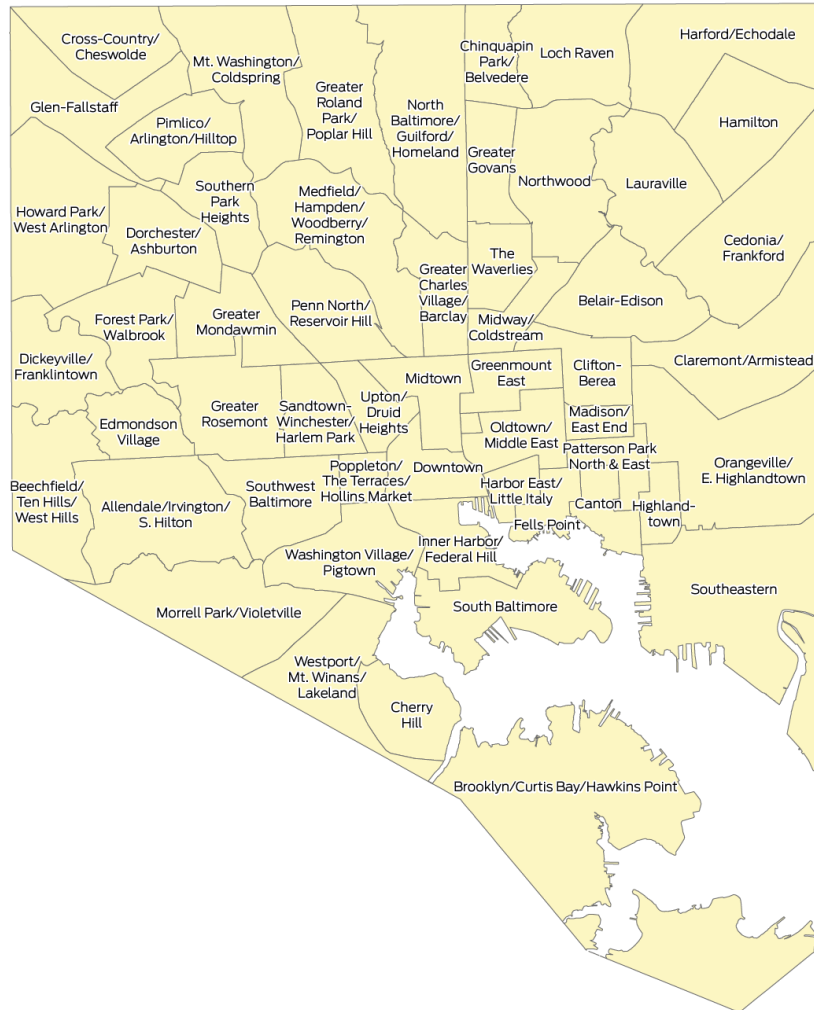 Cross-Country/
Cheswolde
Mt. Washington/
Coldspring
Greater
Roland
Park/
Poplar Hill
North
Baltimore/
Guilford/
Homeland
Chinquapin
Park/
Belvedere
Loch Raven
Harford/Echodale
Glen-Fallstaff
Pimlico/
Arlington/Hilltop
Hamilton
Greater
Govans
Northwood
Lauraville
Howard Park/
West Arlington
Dorchester/
Ashburton
Southern
Park
Heights
Medfield/
Hampden/
Woodberry/
Remington
Cedonia/
Frankford
The
Waverlies
Greater
Charles
Village/
Barclay
Belair-Edison
Forest Park/
Walbrook
Greater
Mondawmin
Penn North/
Reservoir Hill
Midway/
Coldstream
Dickeyville/
Franklintown
Midtown
Greenmount
East
Clifton-
Berea
Claremont/Armistead
Edmondson
Village
Greater
Rosemont
Sandtown-
Winchester/
Harlem Park
Upton/
Druid
Heights
Oldtown/
Middle East
Madison/
East End
Patterson Park
North & East
Orangeville/
E. Highlandtown
Beechfield/
Ten Hills/
West Hills
Allendale/Irvington/
S. Hilton
Southwest
Baltimore
Poppleton/
The Terraces/
Hollins Market
Downtown
Harbor East/
Little Italy
Canton
Highland-
town
Fells Point
Washington Village/
Pigtown
Inner Harbor/
Federal Hill
Southeastern
Morrell Park/Violetville
South Baltimore
Westport/
Mt. Winans/
Lakeland
Cherry
Hill
Brooklyn/Curtis Bay/Hawkins Point